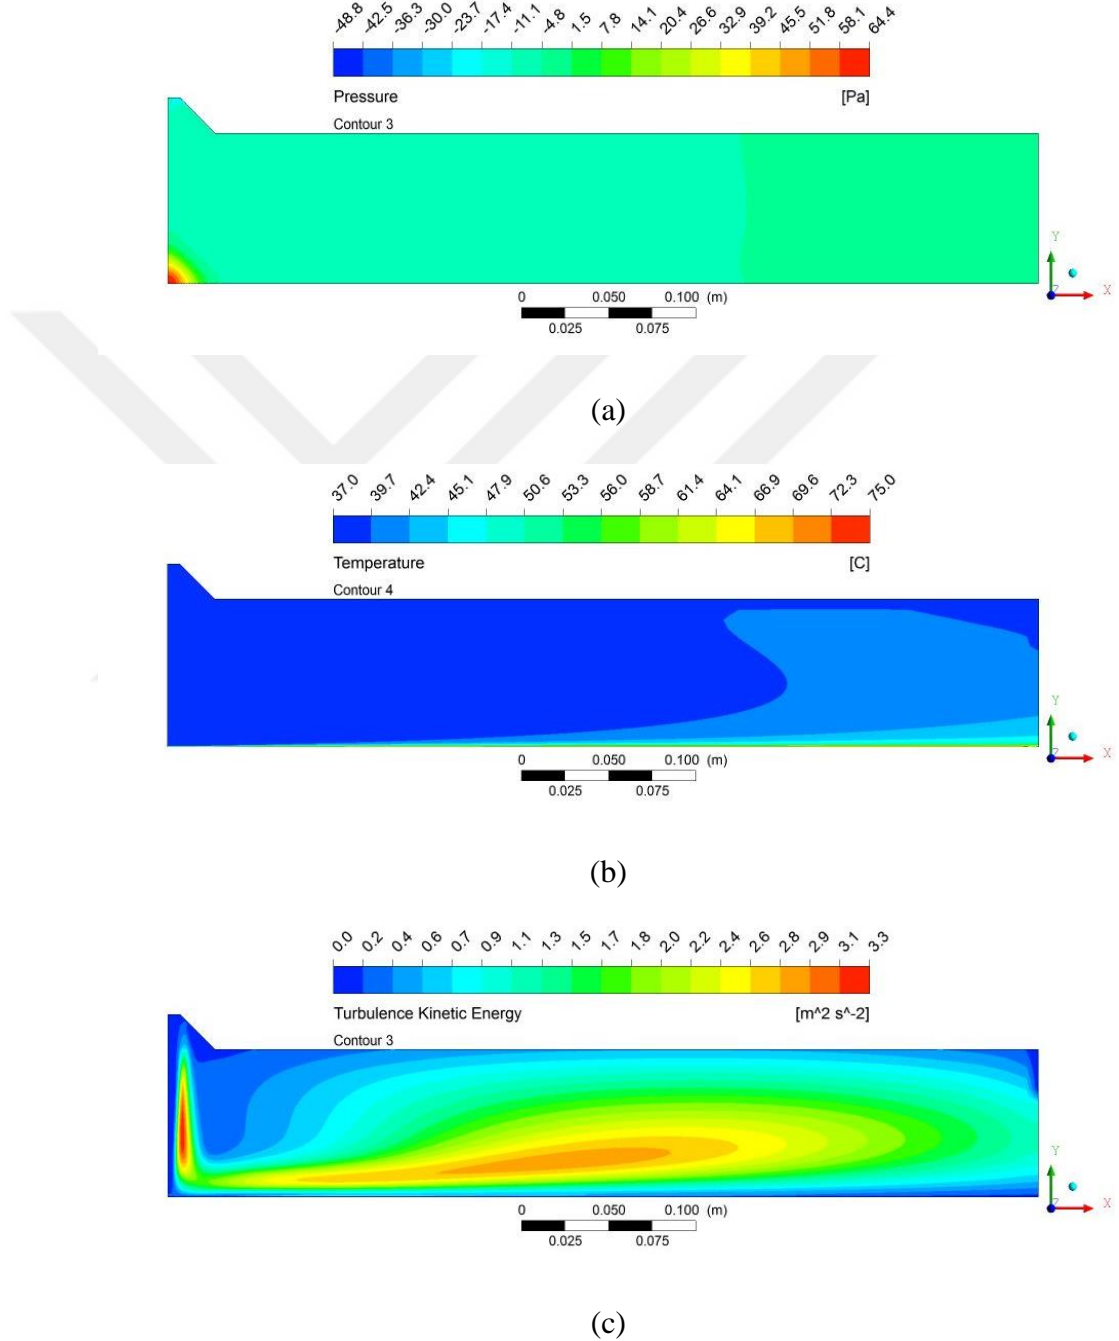 -48.8 -42.5 -36.3 -30.0 -23.7 -17.4 -11.1 -4.8 1.5 7.8 14.1 20.4 26.6 32.9 39.2 45.5 51.8 58.1 64.4
Pressure [Pa]
Contour 3
Y
Z X
0 0.050 0.100 (m)
0.025 0.075
(a)
37.0 39.7 42.4 45.1 47.9 50.6 53.3 56.0 58.7 61.4 64.1 66.9 69.6 72.3 75.0
Temperature [C]
Contour 4
Y
Z X
0 0.050 0.100 (m)
0.025 0.075
(b)
0.0 0.2 0.4 0.6 0.7 0.9 1.1 1.3 1.5 1.7 1.8 2.0 2.2 2.4 2.6 2.8 2.9 3.1 3.3
Turbulence Kinetic Energy [m^2 s^-2]
Contour 3
Y
Z X
0 0.050 0.100 (m)
0.025 0.075
(c)